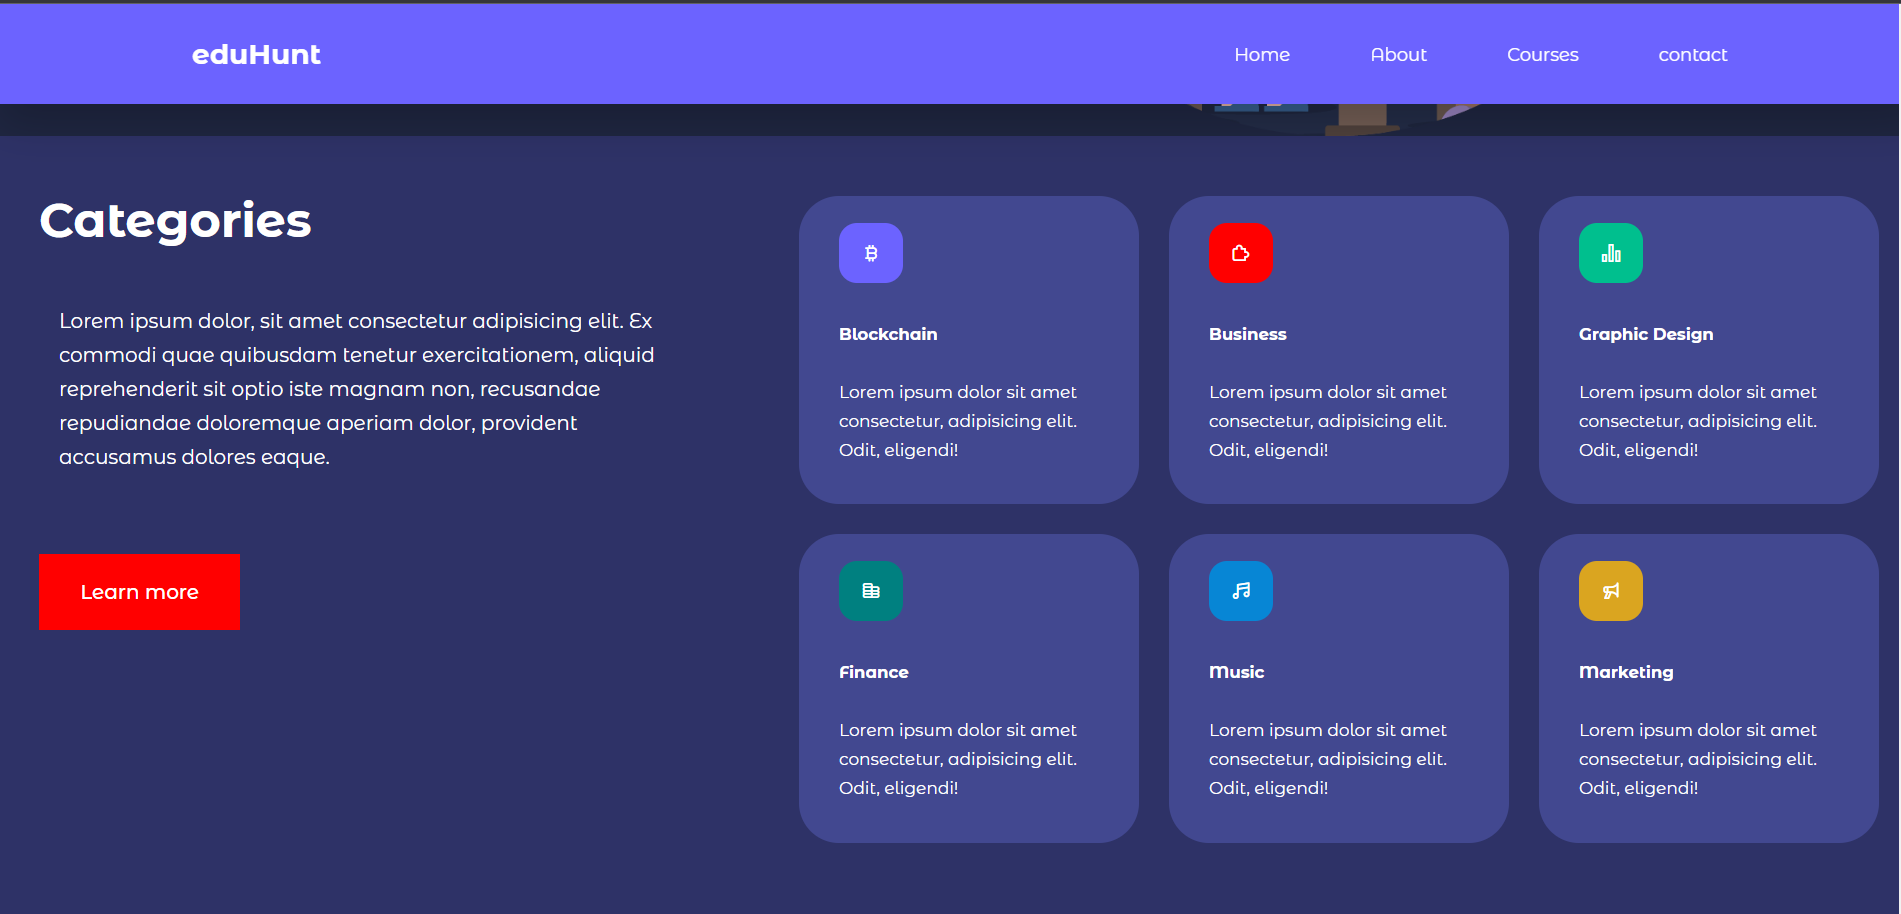 eduHunt
Home
About
Courses
contact
Categories
Lorem ipsum dolor, sit amet consectetur adipisicing elit. Ex
commodi quae quibusdam tenetur exercitationem, aliquid
reprehenderit sit optio iste magnam non, recusandae
repudiandae doloremque aperiam dolor, provident
accusamus dolores eaque.
Learn more
Blockchain
Lorem ipsum dolor sit amet
consectetur, adipisicing elit.
Odit, eligendi!
Business
Lorem ipsum dolor sit amet
consectetur, adipisicing elit.
Odit, eligendi!
Graphic Design
Lorem ipsum dolor sit amet
consectetur, adipisicing elit.
Odit, eligendi!
Finance
Lorem ipsum dolor sit amet
consectetur, adipisicing elit.
Odit, eligendi!
Music
Lorem ipsum dolor sit amet
consectetur, adipisicing elit.
Odit, eligendi!
Marketing
Lorem ipsum dolor sit amet
consectetur, adipisicing elit.
Odit, eligendi!